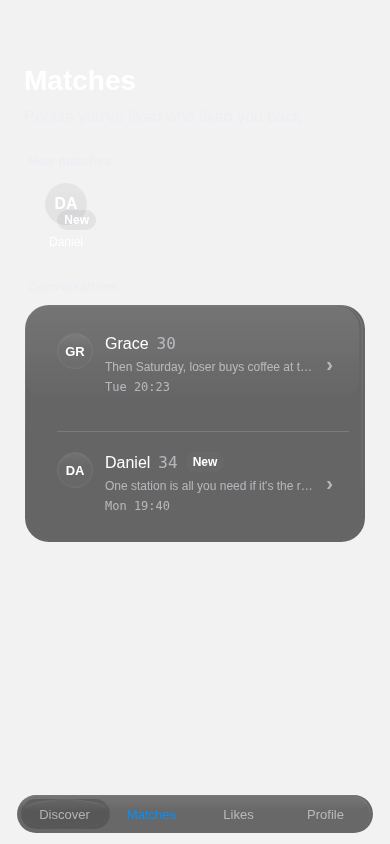 Matches
People you've liked who liked you back.
New matches
DA
New
Daniel
Conversations
GR
Grace 30
Then Saturday, loser buys coffee at t…
›
Tue 20:23
DA
Daniel 34 New
One station is all you need if it's the r…
›
Mon 19:40
Discover Matches Likes Profile